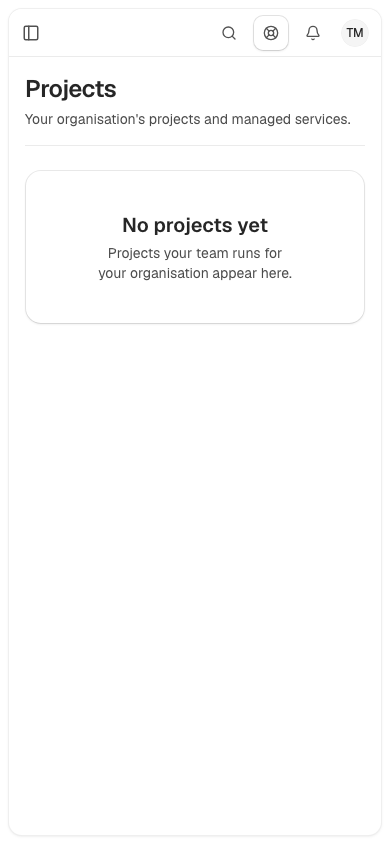 TM
Projects
Your organisation's projects and managed services.
No projects yet
Projects your team runs for
your organisation appear here.